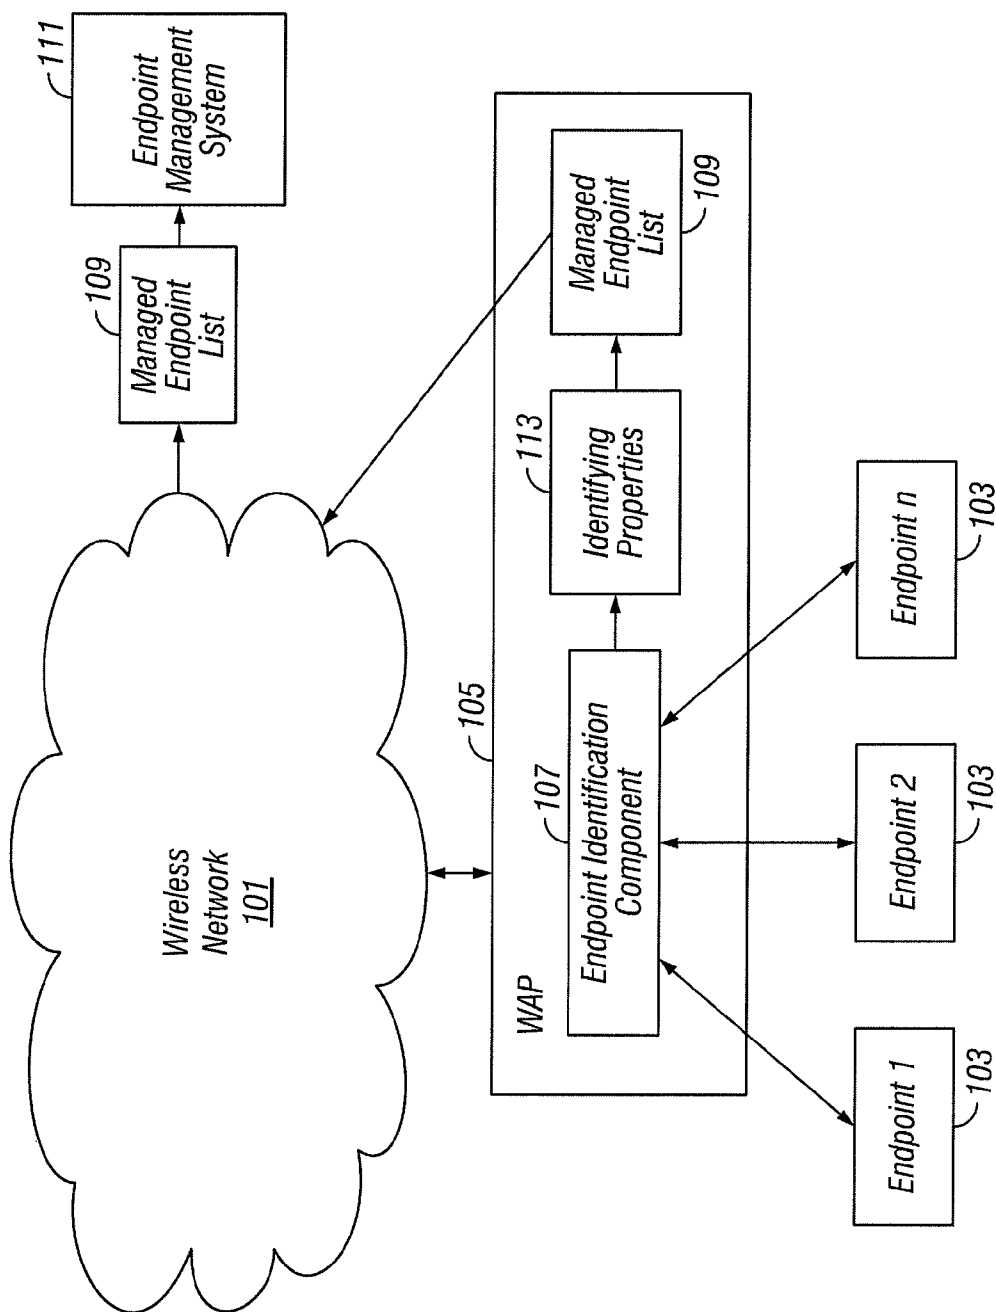 Wireless
Network
101
109
Managed
Endpoint
List
111
Endpoint
Management
System
105
WAP
107
Endpoint Identification
Component
113
Identifying
Properties
Managed
Endpoint
List
109
Endpoint 1
103
Endpoint 2
103
Endpoint n
103